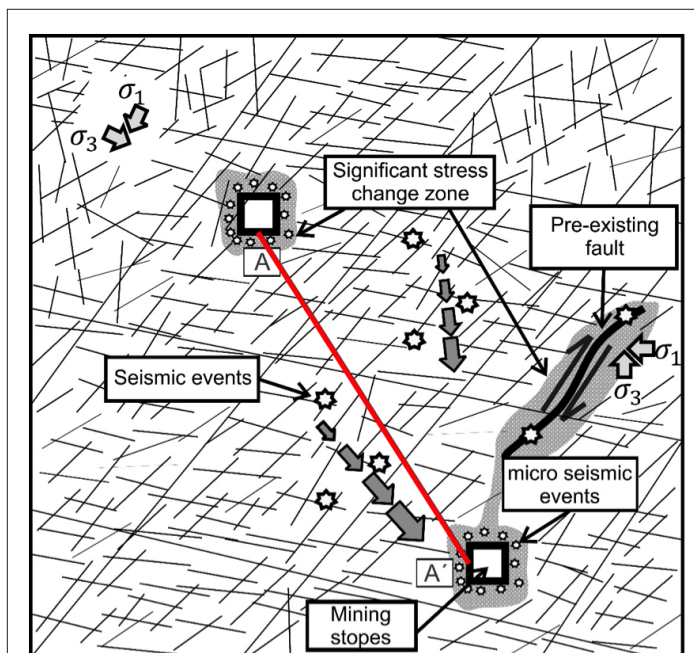 σ1
σ3
Significant stress
change zone
Pre-existing
fault
A
σ1
σ3
Seismic events
micro seismic
events
A´
Mining
stopes